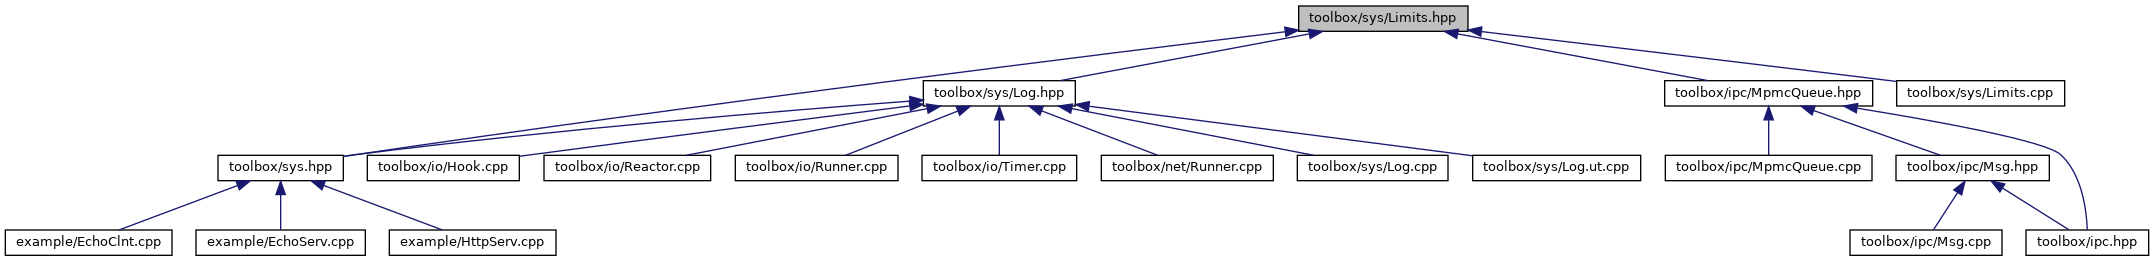 toolbox/sys/Limits.hpp
toolbox/sys/Log.hpp
toolbox/ipc/MpmcQueue.hpp
toolbox/sys/Limits.cpp
toolbox/sys.hpp
toolbox/io/Hook.cpp
toolbox/io/Reactor.cpp
toolbox/io/Runner.cpp
toolbox/io/Timer.cpp
toolbox/net/Runner.cpp
toolbox/sys/Log.cpp
toolbox/sys/Log.ut.cpp
toolbox/ipc/MpmcQueue.cpp
toolbox/ipc/Msg.hpp
example/EchoClnt.cpp
example/EchoServ.cpp
example/HttpServ.cpp
toolbox/ipc/Msg.cpp
toolbox/ipc.hpp